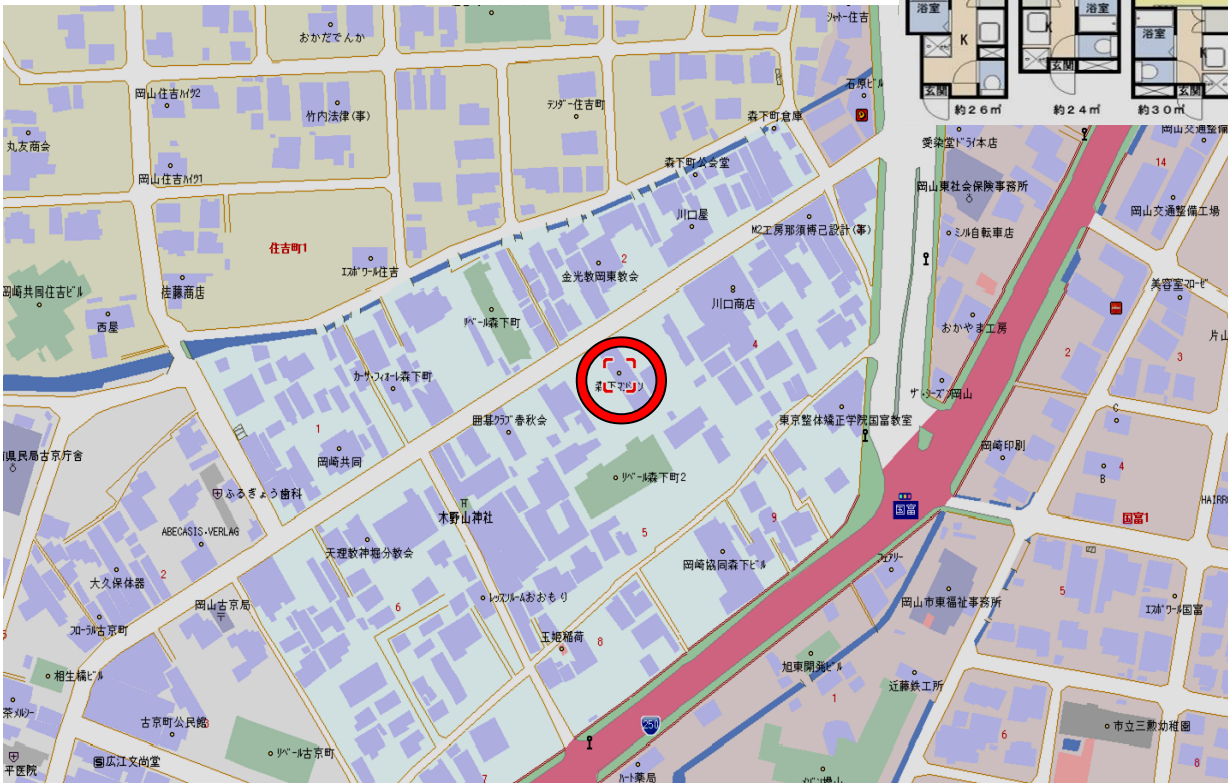 浴室
K
玄関
約26㎡
浴室
K
玄関
約24㎡
浴室
K
玄関
約30㎡
おかだでんか
シャトー住吉
石原ビル
岡山住吉ハイツ2
竹内法律(事)
テンダー住吉町
森下町倉庫
丸友商会
岡山住吉ハイツ1
森下町公会堂
愛染堂ドライ本店
岡山交通整備
14
岡山東社会保険事務所
岡山交通整備工場
川口屋
M2工房那須博己設計(事)
ミノル自転車店
住吉町1
エスポワール住吉
金光教岡東教会
2
岡崎共同住吉ビル
佐藤商店
西屋
リベール森下町
川口商店
4
おかやま工房
美容室マローゼ
片山
2
3
カーサ・フィオーレ森下町
ザ・シーズン岡山
囲碁クラブ春秋会
東京整体矯正学院国富教室
1
岡崎共同
県民局古京庁舎
リベール森下町2
岡崎印刷
C
4
B
ふるぎょう歯科
木野山神社
国富
国富1
HAIRR
ABECASIS・VERLAG
天理教神堀分教会
5
9
2
大久保体器
岡崎協同森下ビル
フェアリー
岡山古京局
6
レッスンルームおおもり
岡山市東福祉事務所
5
エスポワール国富
フローラル古京町
玉姫稲荷
8
相生橋ビル
旭東開発ビル
近藤鉄工所
1
古京町公民館
250
市立三勲幼稚園
6
リベール古京町
広江文尚堂
平医院
7
ハート薬局
8